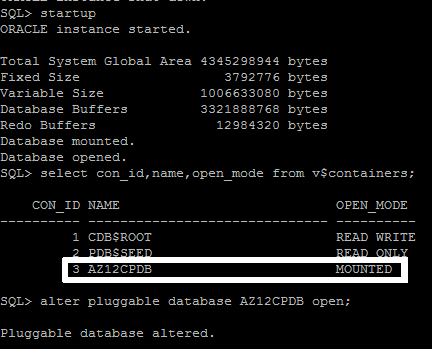 SQL> startup
ORACLE instance started.
Total System Global Area 4345298944 bytes
Fixed Size 3792776 bytes
Variable Size 1006633080 bytes
Database Buffers 3321888768 bytes
Redo Buffers 12984320 bytes
Database mounted.
Database opened.
SQL> select con_id,name,open_mode from v$containers;
CON_ID NAME OPEN_MODE
---------- ------------------------------ ----------
1 CDB$ROOT READ WRITE
2 PDB$SEED READ ONLY
3 AZ12CPDB MOUNTED
SQL> alter pluggable database AZ12CPDB open;
Pluggable database altered.